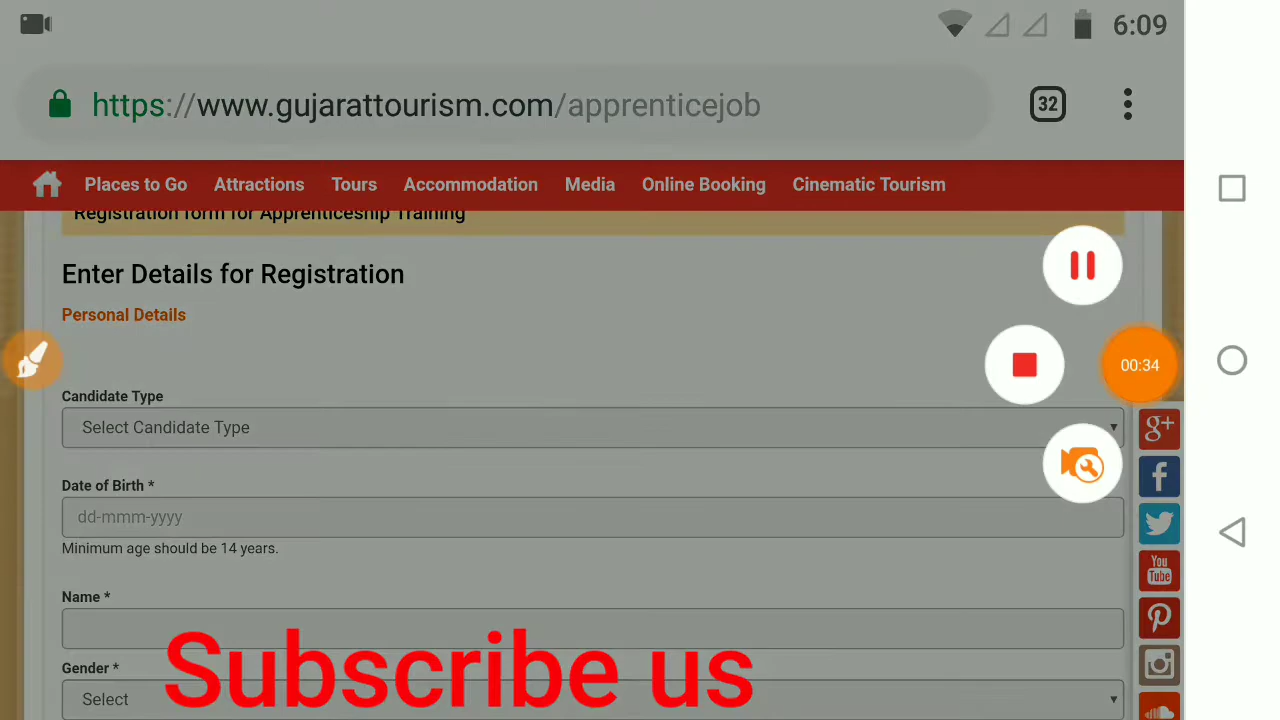 6:09
https://www.gujarattourism.com/apprenticejob
32
Places to Go Attractions Tours Accommodation Media Online Booking Cinematic Tourism
Registration form for Apprenticeship Training
Enter Details for Registration
Personal Details
00:34
Candidate Type
Select Candidate Type
g+
f
Date of Birth *
dd-mmm-yyyy
Minimum age should be 14 years.
You
Tube
Name *
Gender *
Select
Subscribe us